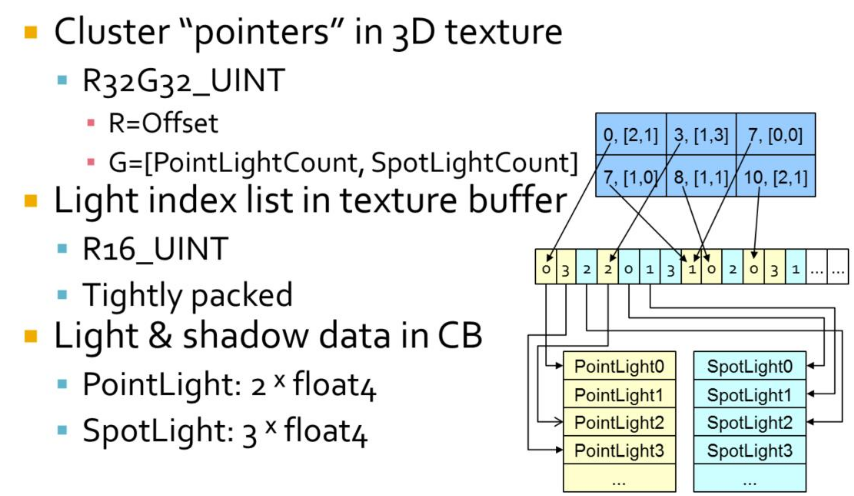 Cluster “pointers” in 3D texture
R32G32_UINT
R=Offset
G=[PointLightCount, SpotLightCount]
Light index list in texture buffer
R16_UINT
Tightly packed
Light & shadow data in CB
PointLight: 2 x float4
SpotLight: 3 x float4
0, [2,1] 3, [1,3] 7, [0,0]
7, [1,0] 8, [1,1] 10, [2,1]
0 3 2 2 0 1 3 1 0 2 0 3 1 ... ...
PointLight0 SpotLight0
PointLight1 SpotLight1
PointLight2 SpotLight2
PointLight3 SpotLight3
... ...